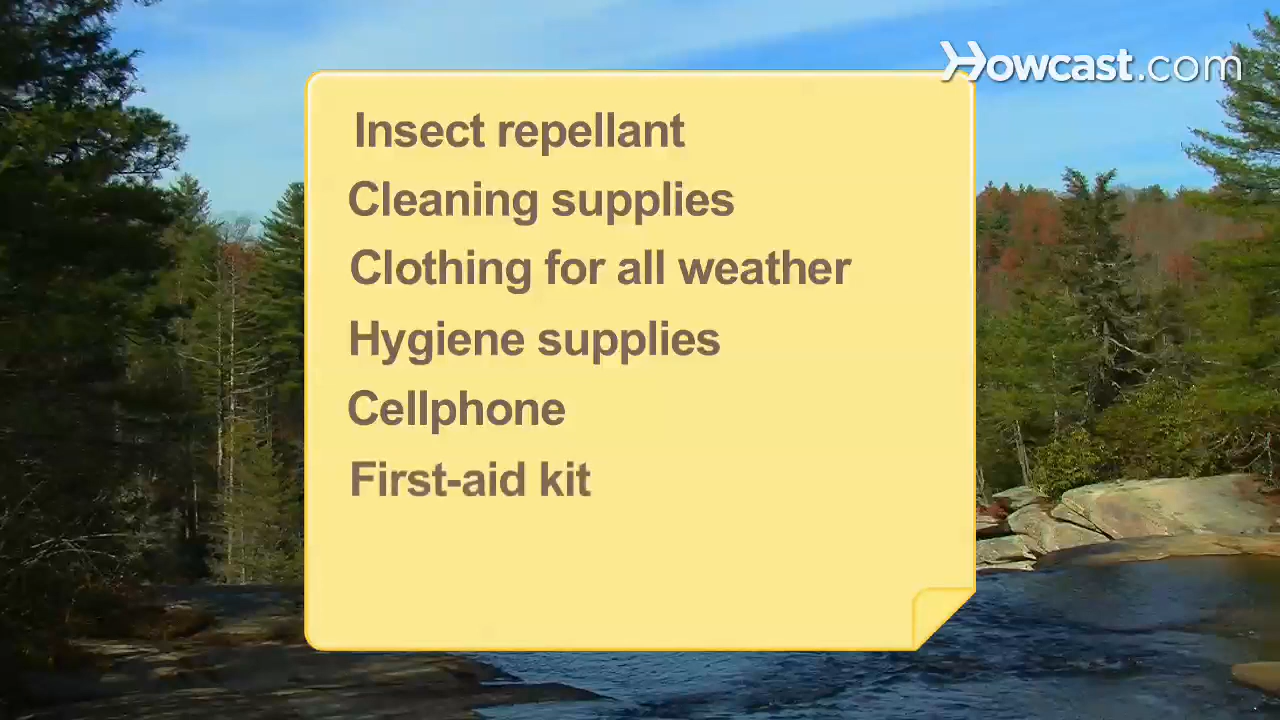 Howcast.com
Insect repellant
Cleaning supplies
Clothing for all weather
Hygiene supplies
Cellphone
First-aid kit